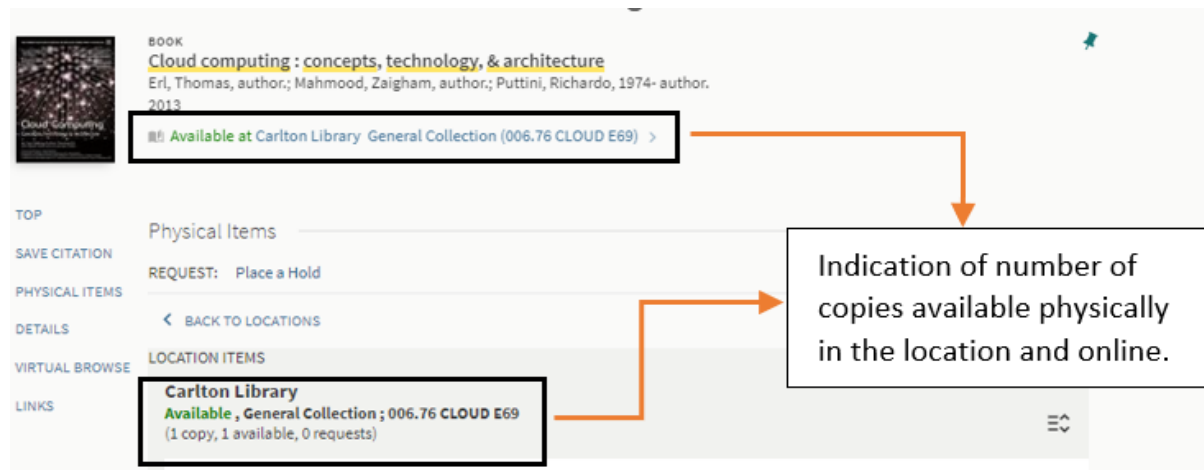 BOOK
Cloud computing : concepts, technology, & architecture
Erl, Thomas, author.; Mahmood, Zaigham, author.; Puttini, Richardo, 1974- author.
2013
Available at Carlton Library General Collection (006.76 CLOUD E69) >
Cloud Computing
TOP
SAVE CITATION
PHYSICAL ITEMS
DETAILS
VIRTUAL BROWSE
LINKS
Physical Items
REQUEST: Place a Hold
< BACK TO LOCATIONS
LOCATION ITEMS
Carlton Library
Available , General Collection ; 006.76 CLOUD E69
(1 copy, 1 available, 0 requests)
Indication of number of
copies available physically
in the location and online.